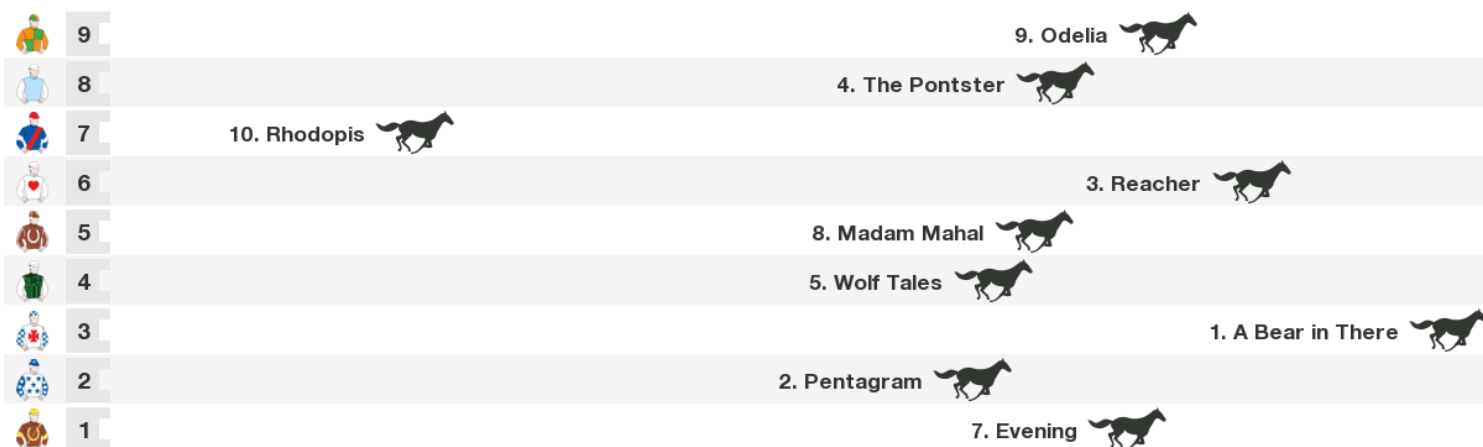 9 9. Odelia
8 4. The Pontster
7 10. Rhodopis
6 3. Reacher
5 8. Madam Mahal
4 5. Wolf Tales
3 1. A Bear in There
2 2. Pentagram
1 7. Evening